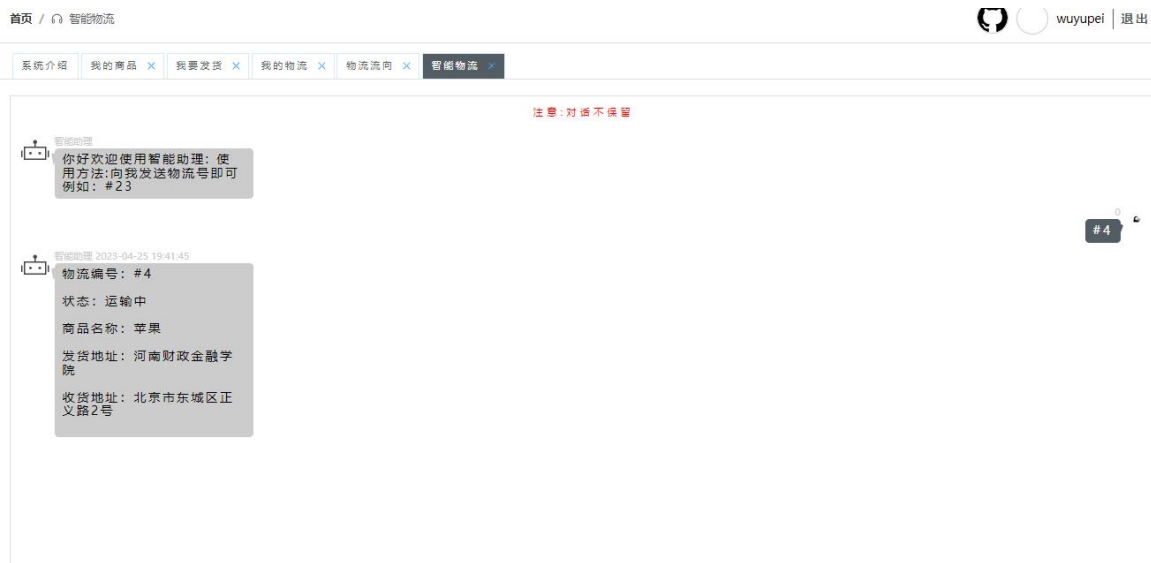 首页 / 智能物流
wuyupei 退出
系统介绍 我的商品 × 我要发货 × 我的物流 × 物流流向 × 智能物流 ×
注意:对话不保留
智能助理
你好欢迎使用智能助理：使
用方法:向我发送物流号即可
例如：#23
0
#4
智能助理 2023-04-25 19:41:45
物流编号：#4
状态：运输中
商品名称：苹果
发货地址：河南财政金融学
院
收货地址：北京市东城区正
义路2号